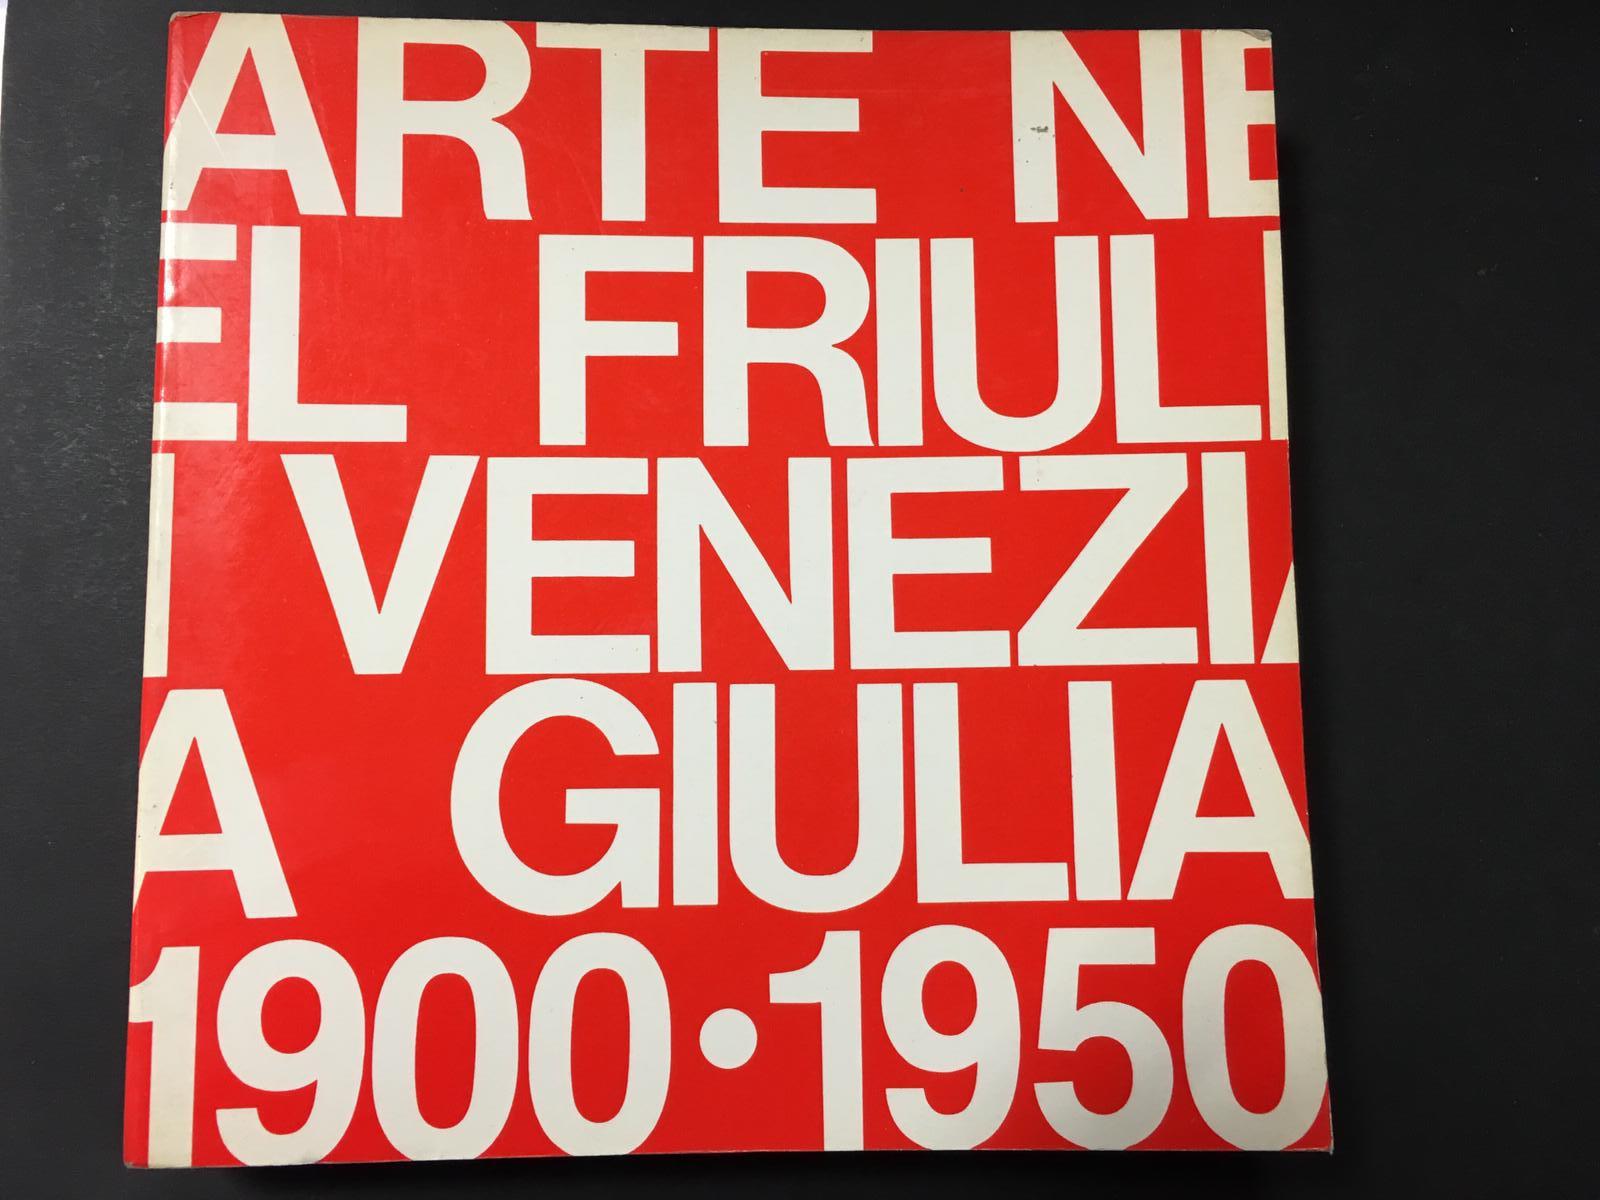 ARTE NE
EL FRIULI
I VENEZIA
A GIULIA
1900·1950